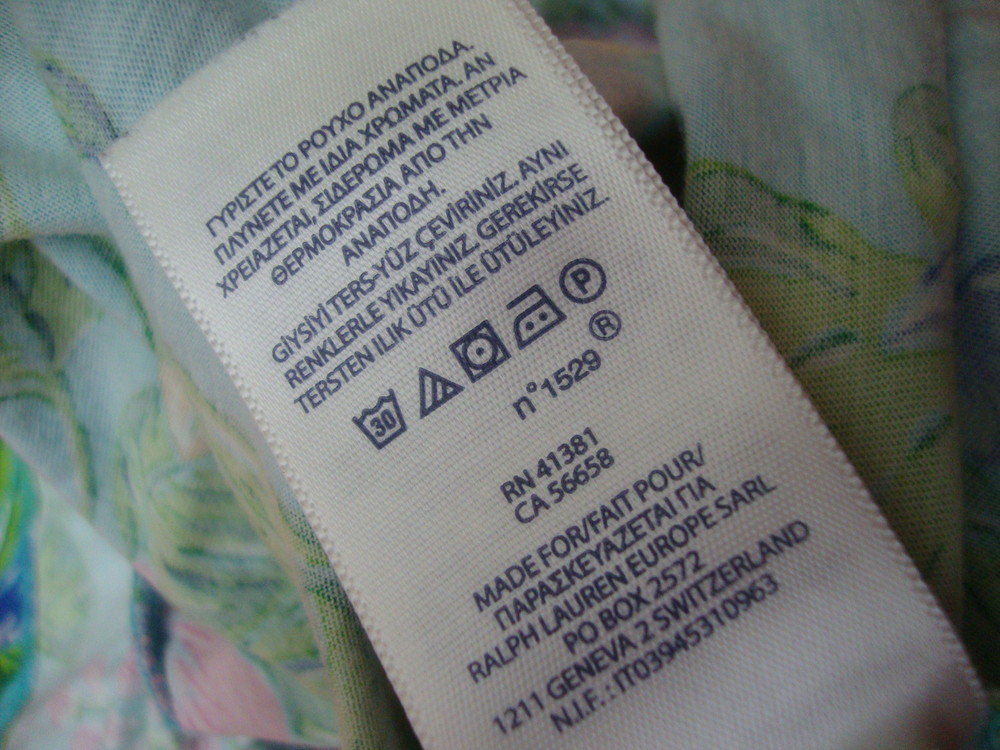 ΓΥΡΙΣΤΕ ΤΟ ΡΟΥΧΟ ΑΝΑΠΟΔΑ.
ΠΛΥΝΕΤΕ ΜΕ ΙΔΙΑ ΧΡΩΜΑΤΑ. ΑΝ
ΧΡΕΙΑΖΕΤΑΙ, ΣΙΔΕΡΩΜΑ ΜΕ ΜΕΤΡΙΑ
ΘΕΡΜΟΚΡΑΣΙΑ ΑΠΟ ΤΗΝ
ΑΝΑΠΟΔΗ.
GİYSİYİ TERS-YÜZ ÇEVİRİNİZ. AYNI
RENKLERLE YIKAYINIZ. GEREKİRSE
TERSTEN ILIK ÜTÜ İLE ÜTÜLEYİNİZ.
30 P
n°1529 ®
RN 41381
CA 56658
MADE FOR/FAIT POUR/
ΠΑΡΑΣΚΕΥΑΖΕΤΑΙ ΓΙΑ
RALPH LAUREN EUROPE SARL
PO BOX 2572
1211 GENEVA 2 SWITZERLAND
N.I.F. : IT03945310963